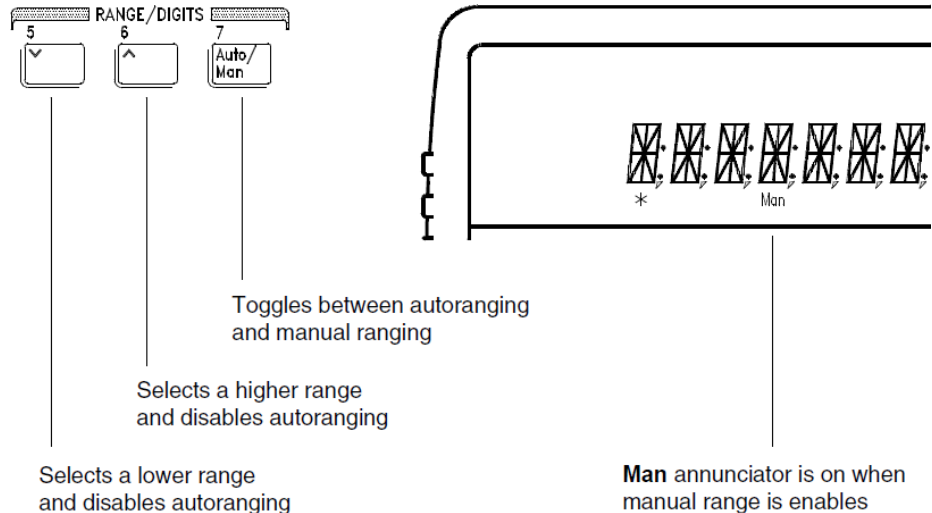 RANGE/DIGITS
5 6 7
Auto/
Man
* Man
Toggles between autoranging
and manual ranging
Selects a higher range
and disables autoranging
Selects a lower range
and disables autoranging
Man annunciator is on when
manual range is enables